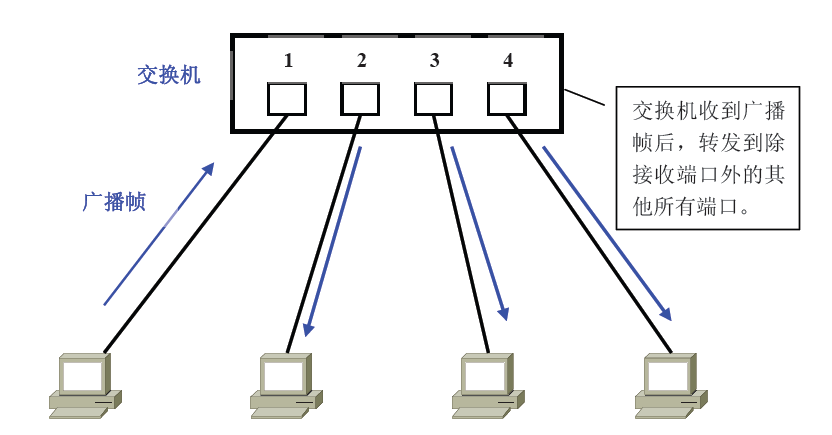 1 2 3 4
交换机
交换机收到广播
帧后，转发到除
接收端口外的其
他所有端口。
广播帧